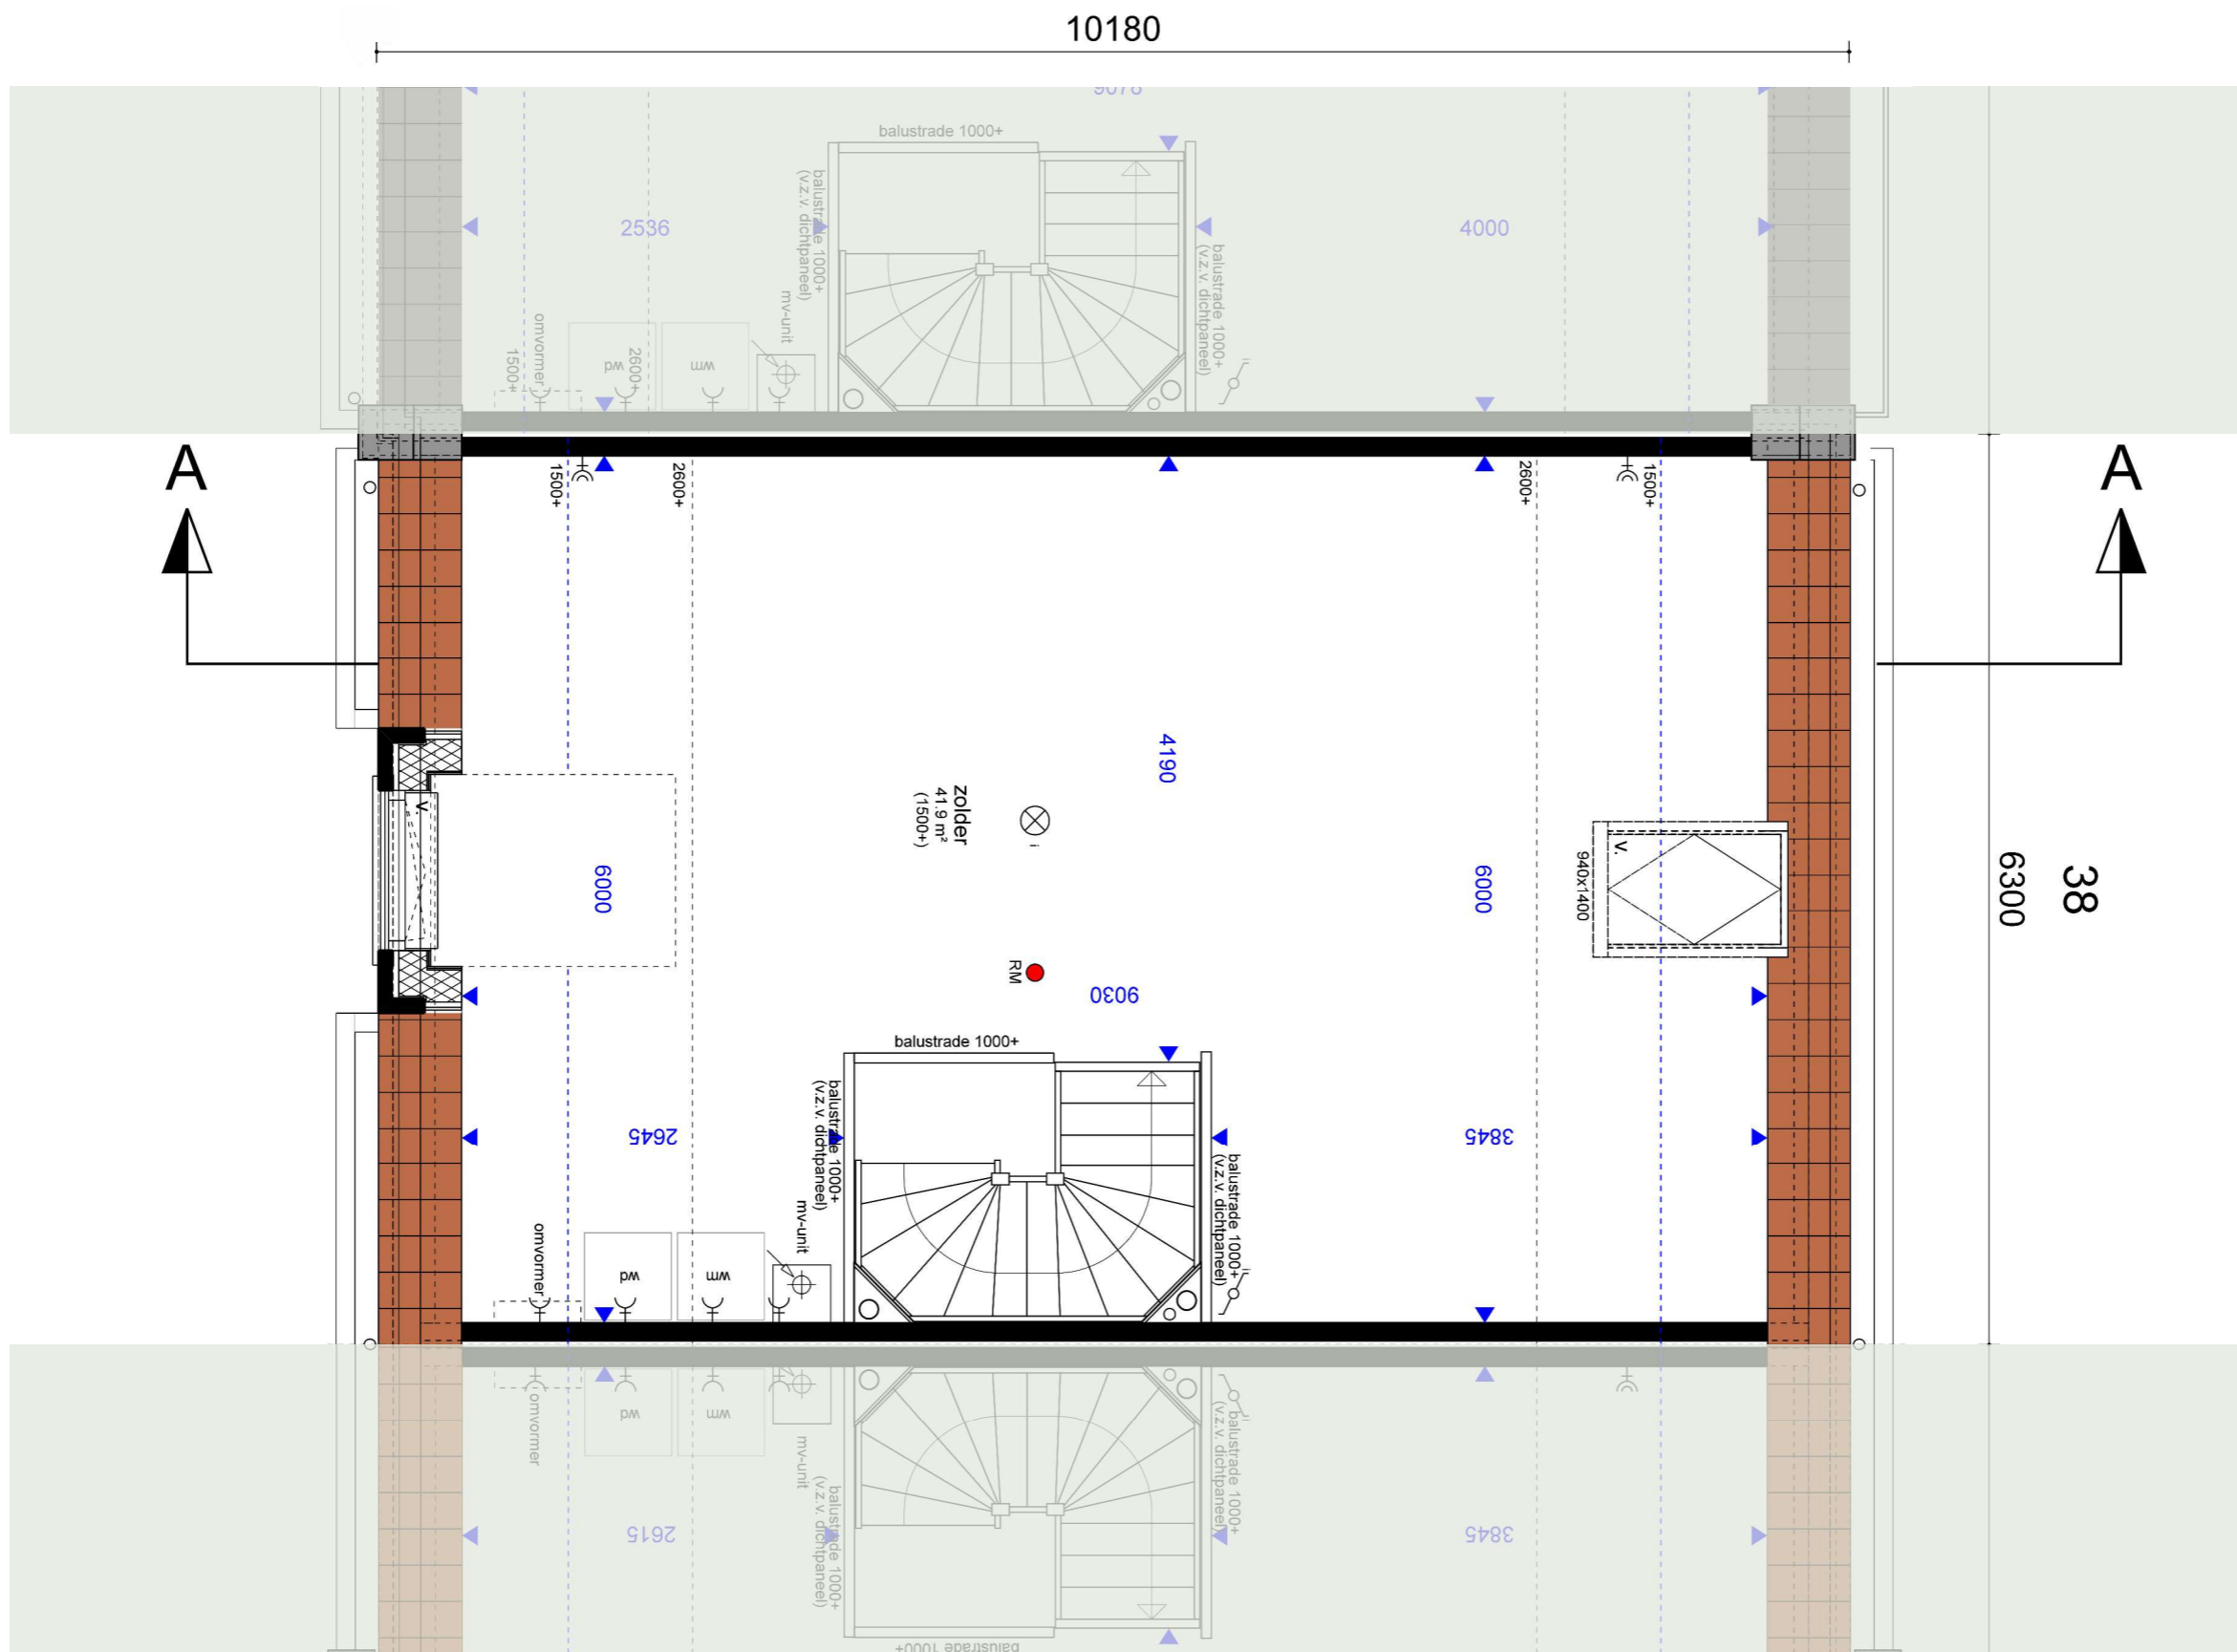 10180
9078
balustrade 1000+
balustrade 1000+
(v.z.v. dichtpaneel)
2536
4000
balustrade 1000+
(v.z.v. dichtpaneel)
mv-unit
omvormer
1500+
wd
2600+
wm
i
A
A
1500+
2600+
2600+
1500+
4190
zolder
41.9 m²
(1500+)
i
v.
6000
6000
v.
940x1400
6300
38
RM
9030
balustrade 1000+
balustrade 1000+
(v.z.v. dichtpaneel)
2645
3845
balustrade 1000+
(v.z.v. dichtpaneel)
mv-unit
omvormer
wd
wm
i
omvormer
wd
wm
mv-unit
i
balustrade 1000+
(v.z.v. dichtpaneel)
balustrade 1000+
(v.z.v. dichtpaneel)
2615
3845
balustrade 1000+